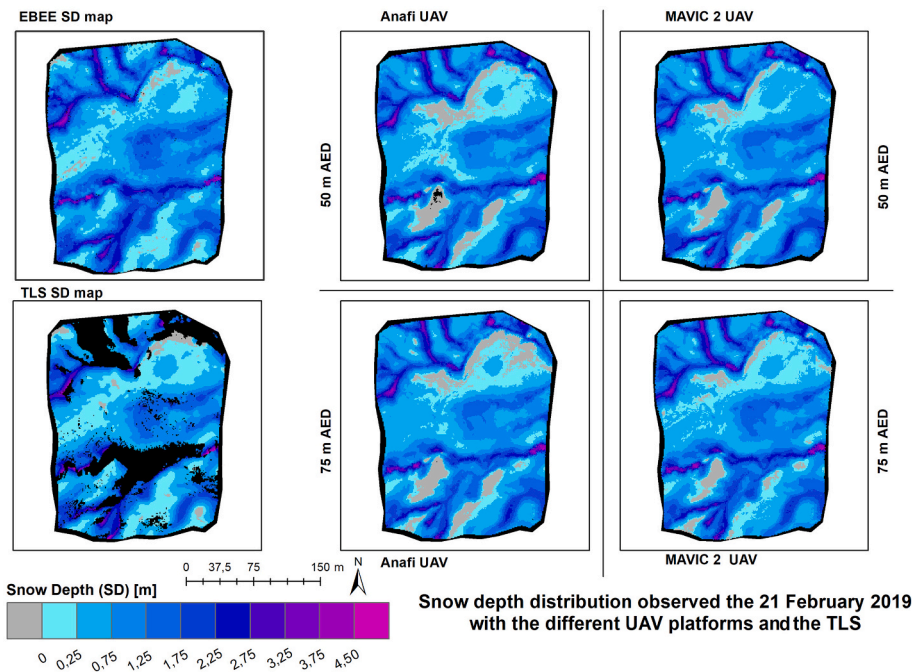 EBEE SD map
Anafi UAV
MAVIC 2 UAV
50 m AED
50 m AED
TLS SD map
75 m AED
75 m AED
Anafi UAV
MAVIC 2 UAV
0 37,5 75 150 m
N
Snow Depth (SD) [m]
0 0,25 0,75 1,25 1,75 2,25 2,75 3,25 3,75 4,50
Snow depth distribution observed the 21 February 2019
with the different UAV platforms and the TLS